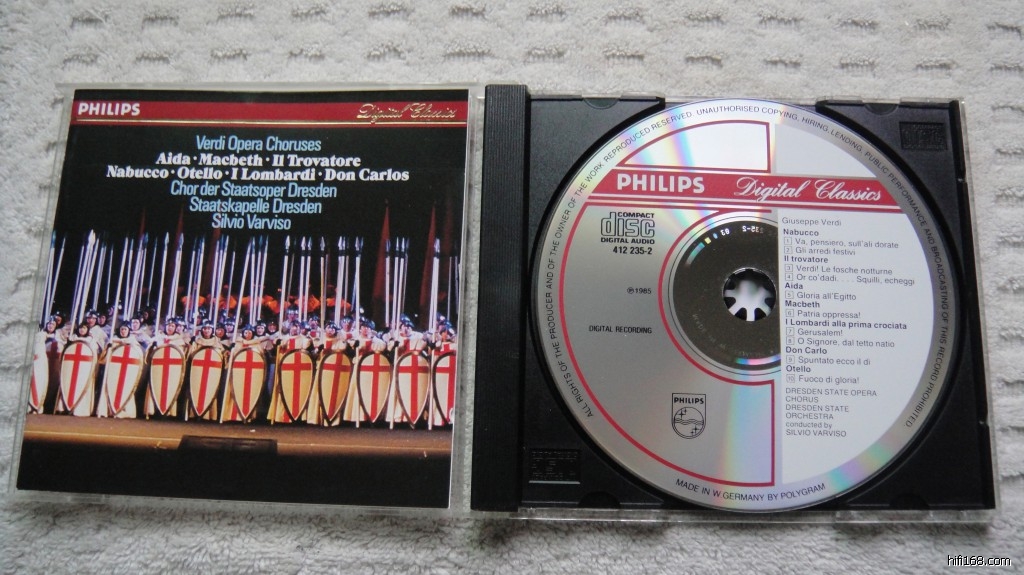 PHILIPS
Digital Classics
Verdi Opera Choruses
Aida · Macbeth · Il Trovatore
Nabucco · Otello · I Lombardi · Don Carlos
Chor der Staatsoper Dresden
Staatskapelle Dresden
Silvio Varviso
ALL RIGHTS OF THE PRODUCER AND OF THE OWNER OF THE WORK REPRODUCED RESERVED. UNAUTHORISED COPYING, HIRING, LENDING, PUBLIC PERFORMANCE AND BROADCASTING OF THIS RECORD PROHIBITED
PHILIPS
Digital Classics
COMPACT
disc
DIGITAL AUDIO
412 235-2
℗ 1985
DIGITAL RECORDING
PHILIPS
Giuseppe Verdi
Nabucco
1 Va, pensiero, sull'ali dorate
2 Gli arredi festivi
Il trovatore
3 Verdi! Le fosche notturne
4 Or co'dadi. . . . Squilli, echeggi
Aida
5 Gloria all'Egitto
Macbeth
6 Patria oppressa!
I Lombardi alla prima crociata
7 Gerusalem!
8 O Signore, dal tetto natio
Don Carlo
9 Spuntato ecco il dì
Otello
10 Fuoco di gloria!
DRESDEN STATE OPERA
CHORUS
DRESDEN STATE
ORCHESTRA
conducted by
SILVIO VARVISO
MADE IN W. GERMANY BY POLYGRAM
hifi168.com